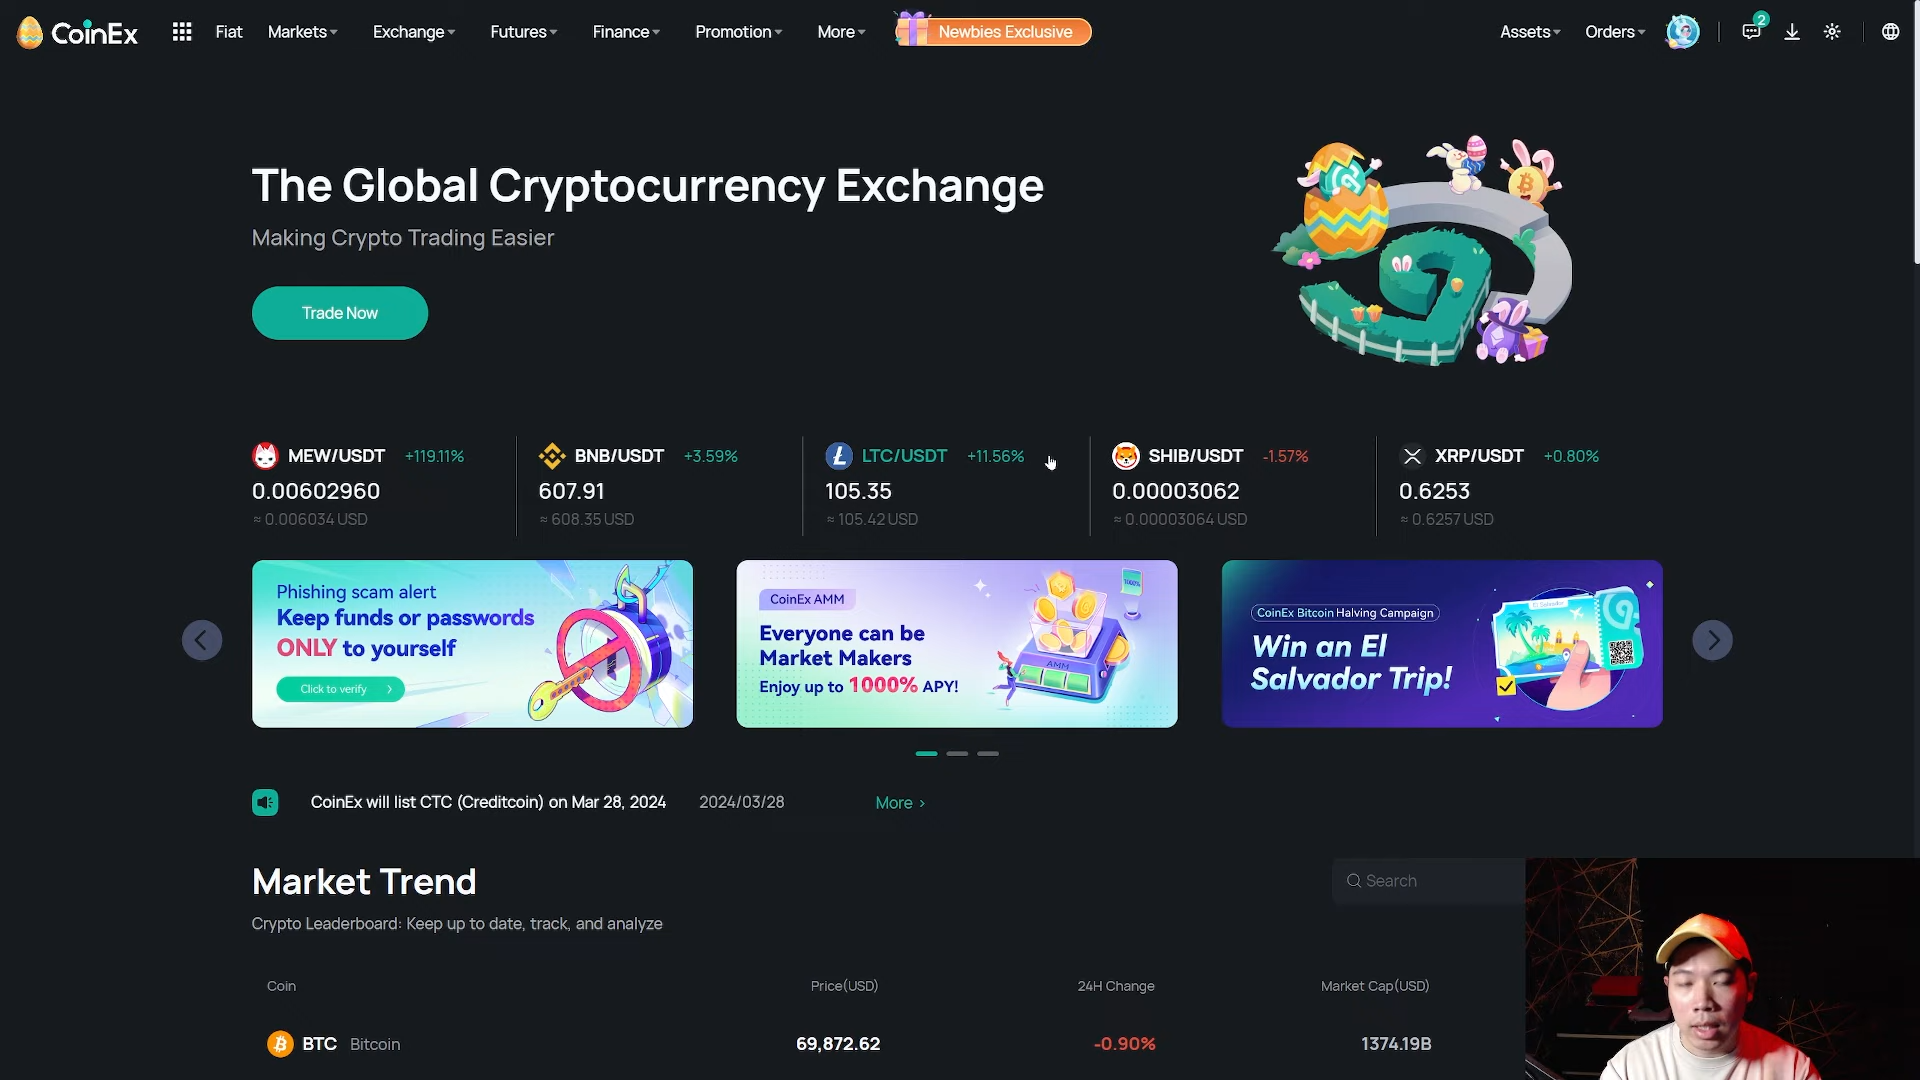 CoinEx
Fiat
Markets
Exchange
Futures
Finance
Promotion
More
Newbies Exclusive
Assets
Orders
2
The Global Cryptocurrency Exchange
Making Crypto Trading Easier
Trade Now
MEW/USDT +119.11%
0.00602960
≈ 0.006034 USD
BNB/USDT +3.59%
607.91
≈ 608.35 USD
LTC/USDT +11.56%
105.35
≈ 105.42 USD
SHIB/USDT -1.57%
0.00003062
≈ 0.00003064 USD
XRP/USDT +0.80%
0.6253
≈ 0.6257 USD
Phishing scam alert
Keep funds or passwords
ONLY to yourself
Click to verify
CoinEx AMM
Everyone can be
Market Makers
Enjoy up to 1000% APY!
1000%
AMM
CoinEx Bitcoin Halving Campaign
Win an El
Salvador Trip!
El Salvador
CoinEx will list CTC (Creditcoin) on Mar 28, 2024 2024/03/28 More >
Market Trend
Search
Crypto Leaderboard: Keep up to date, track, and analyze
Coin Price(USD) 24H Change Market Cap(USD)
BTC Bitcoin 69,872.62 -0.90% 1374.19B